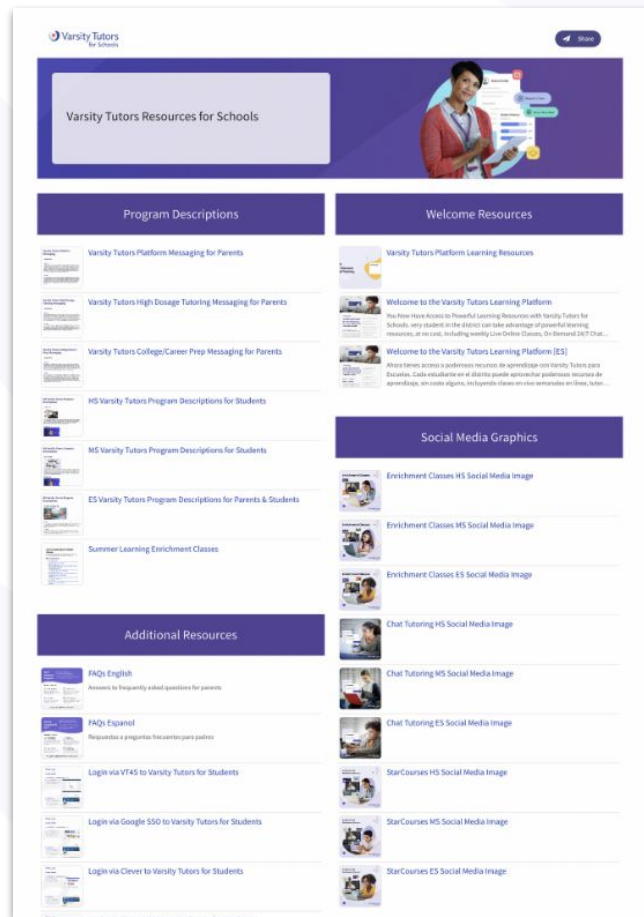 Varsity Tutors
for Schools
Share
Varsity Tutors Resources for Schools
Program Descriptions
Varsity Tutors Platform Messaging for Parents
Varsity Tutors High Dosage Tutoring Messaging for Parents
Varsity Tutors College/Career Prep Messaging for Parents
HS Varsity Tutors Program Descriptions for Students
MS Varsity Tutors Program Descriptions for Students
ES Varsity Tutors Program Descriptions for Parents & Students
Summer Learning Enrichment Classes
Additional Resources
FAQs English
Answers to frequently asked questions for parents
FAQs Espanol
Respuestas a preguntas frecuentes para padres
Login via VT4S to Varsity Tutors for Students
Login via Google SSO to Varsity Tutors for Students
Login via Clever to Varsity Tutors for Students
Welcome Resources
Varsity Tutors Platform Learning Resources
Welcome to the Varsity Tutors Learning Platform
You Now Have Access to Powerful Learning Resources with Varsity Tutors for
Schools. very student in the district can take advantage of powerful learning
resources, at no cost, including weekly Live Online Classes, On Demand 24/7 Chat...
Welcome to the Varsity Tutors Learning Platform [ES]
Ahora tienes acceso a poderosos recursos de aprendizaje con Varsity Tutors para
Escuelas. Cada estudiante en el distrito puede aprovechar poderosos recursos de
aprendizaje, sin costo alguno, incluyendo clases en vivo semanales en línea, tutor...
Social Media Graphics
Enrichment Classes HS Social Media Image
Enrichment Classes MS Social Media Image
Enrichment Classes ES Social Media Image
Chat Tutoring HS Social Media Image
Chat Tutoring MS Social Media Image
Chat Tutoring ES Social Media Image
StarCourses HS Social Media Image
StarCourses MS Social Media Image
StarCourses ES Social Media Image